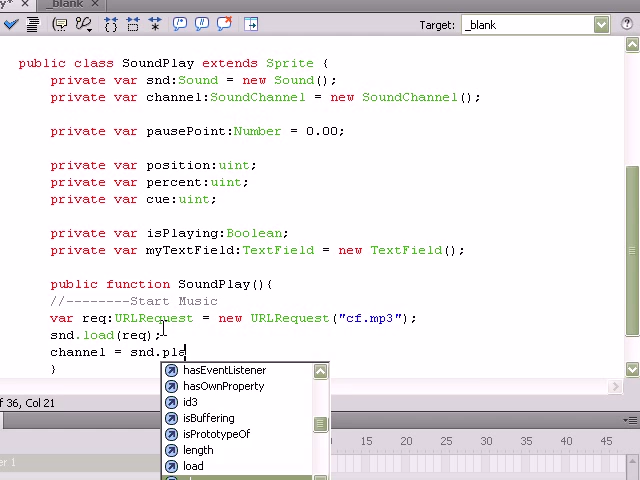 y*
_blank
Target:
_blank
public class SoundPlay extends Sprite {
private var snd:Sound = new Sound();
private var channel:SoundChannel = new SoundChannel();
private var pausePoint:Number = 0.00;
private var position:uint;
private var percent:uint;
private var cue:uint;
private var isPlaying:Boolean;
private var myTextField:TextField = new TextField();
public function SoundPlay(){
//--------Start Music
var req:URLRequest = new URLRequest("cf.mp3");
snd.load(req);
channel = snd.pla
}
hasEventListener
hasOwnProperty
id3
isBuffering
isPrototypeOf
length
load
of 36, Col 21
10 15 20 25 30 35 40 45
er 1